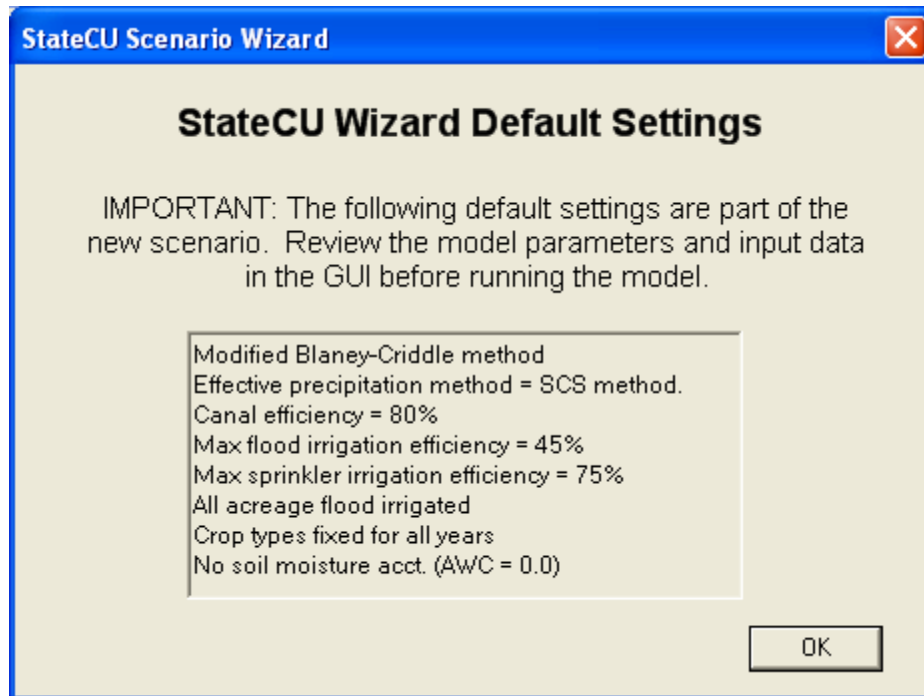 StateCU Scenario Wizard
StateCU Wizard Default Settings
IMPORTANT: The following default settings are part of the
new scenario.  Review the model parameters and input data
in the GUI before running the model.
Modified Blaney-Criddle method
Effective precipitation method = SCS method.
Canal efficiency = 80%
Max flood irrigation efficiency = 45%
Max sprinkler irrigation efficiency = 75%
All acreage flood irrigated
Crop types fixed for all years
No soil moisture acct. (AWC = 0.0)
OK